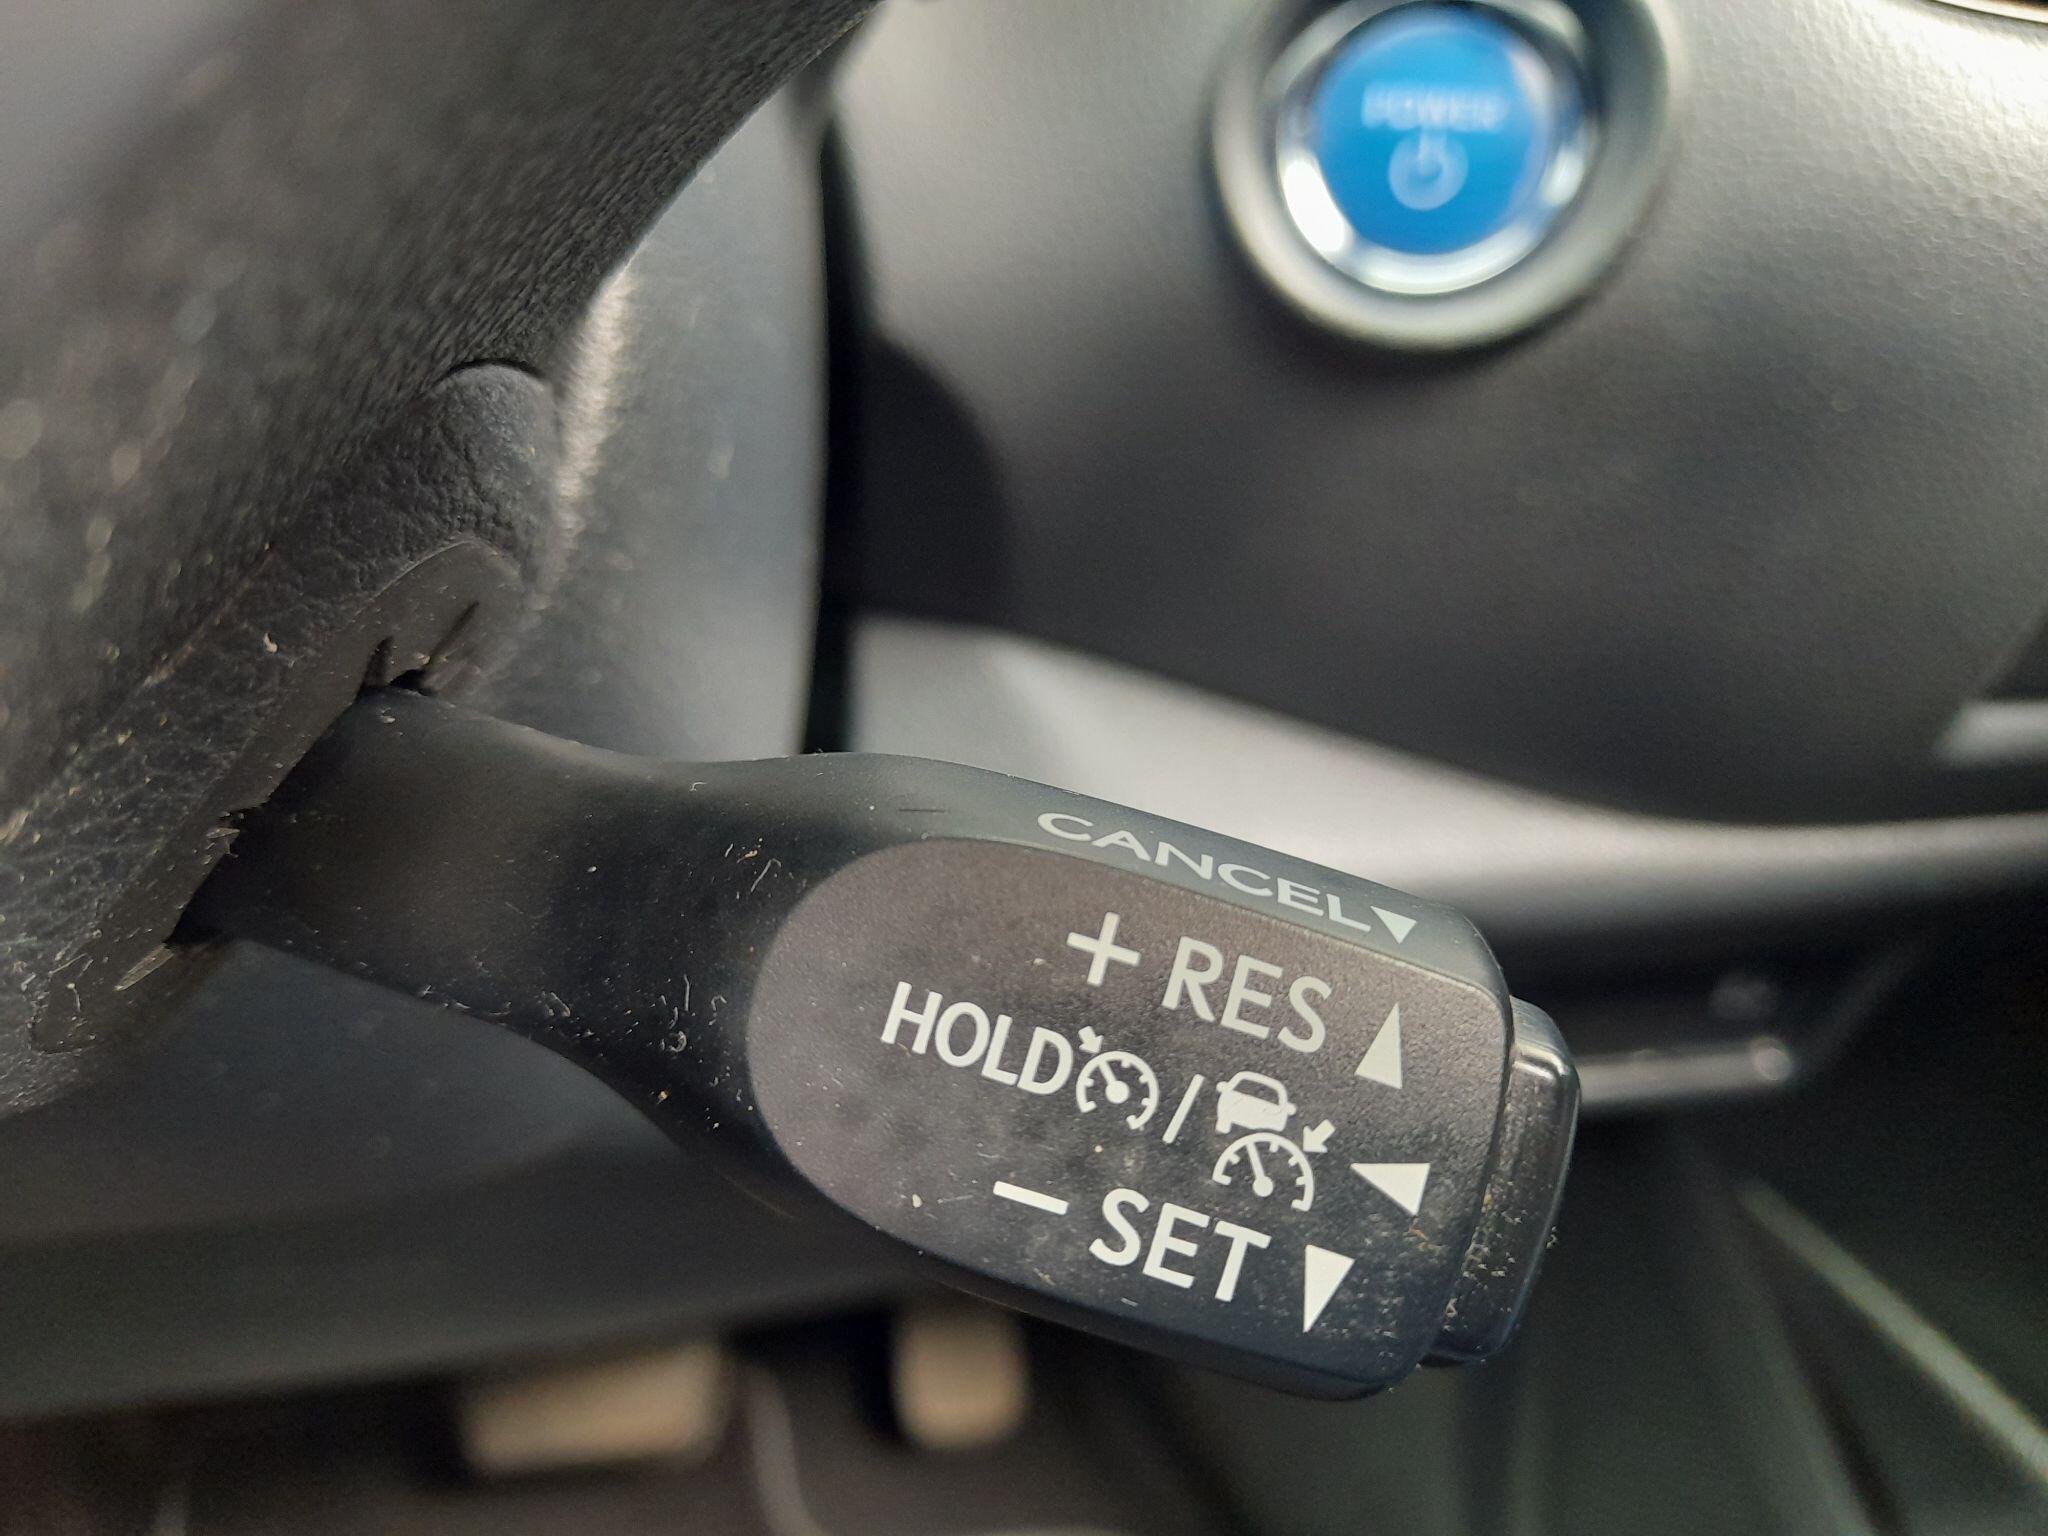 POWER
CANCEL
+ RES
HOLD /
- SET